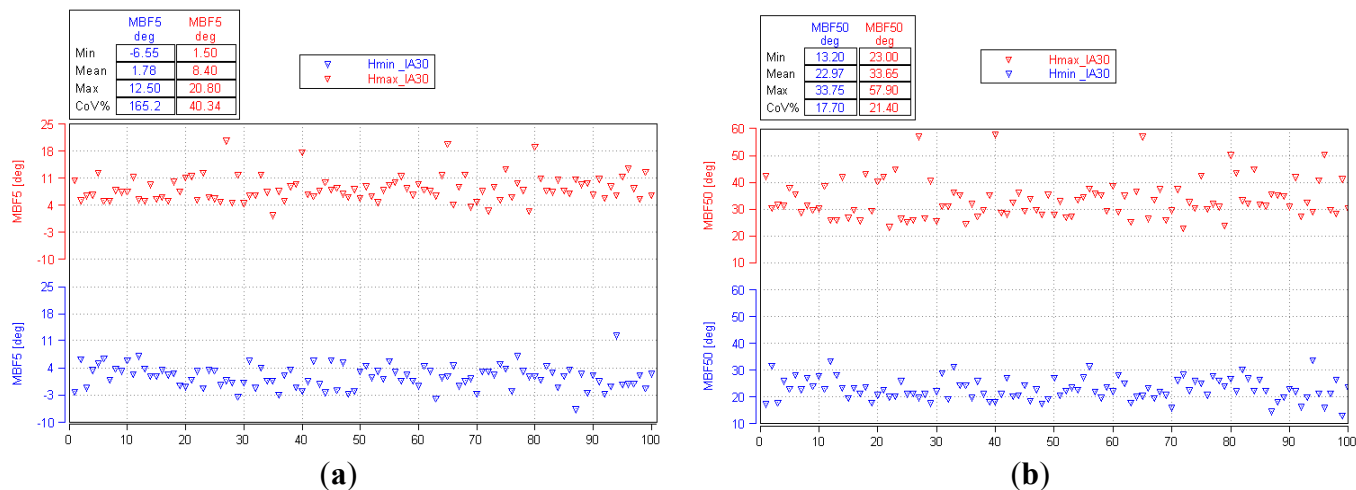 MBF5 MBF5
deg deg
Min -6.55 1.50
Mean 1.78 8.40
Max 12.50 20.80
CoV% 165.2 40.34
Hmin _IA30
Hmax_IA30
MBF5 [deg]
25
18
11
4
-3
-10
MBF5 [deg]
25
18
11
4
-3
-10
0 10 20 30 40 50 60 70 80 90 100
(a)
MBF50 MBF50
deg deg
Min 13.20 23.00
Mean 22.97 33.65
Max 33.75 57.90
CoV% 17.70 21.40
Hmax_IA30
Hmin _IA30
MBF50 [deg]
60
50
40
30
20
10
MBF50 [deg]
60
50
40
30
20
10
0 10 20 30 40 50 60 70 80 90 100
(b)